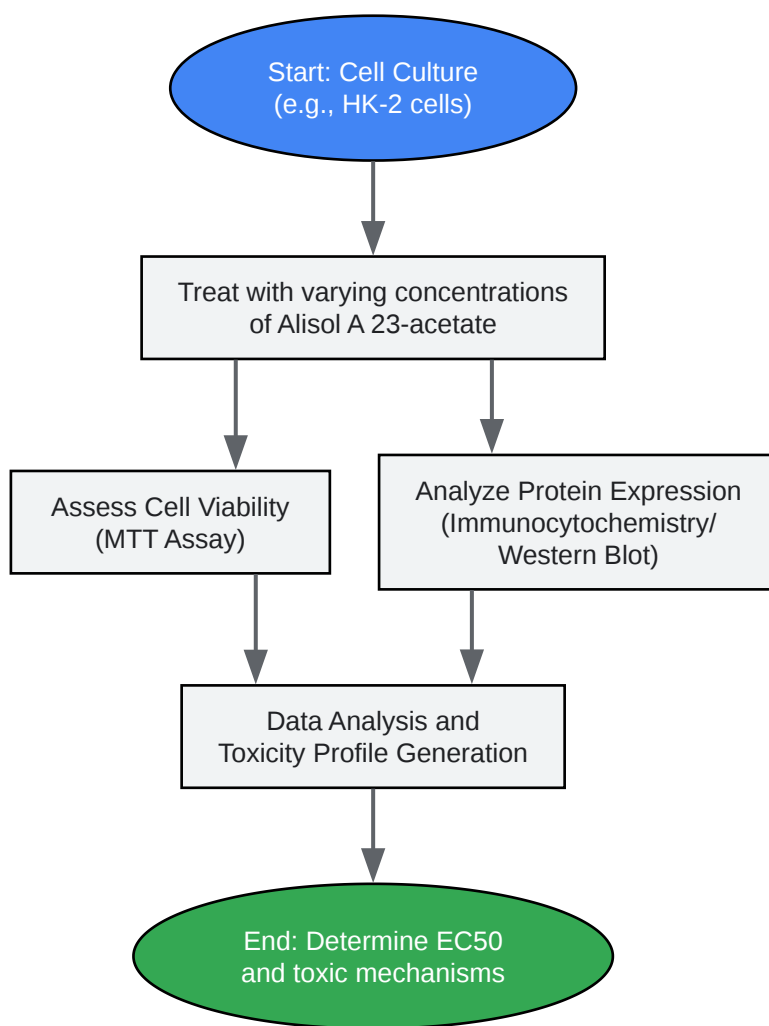 Start: Cell Culture
(e.g., HK-2 cells)
Treat with varying concentrations
of Alisol A 23-acetate
Assess Cell Viability
(MTT Assay)
Analyze Protein Expression
(Immunocytochemistry/
Western Blot)
Data Analysis and
Toxicity Profile Generation
End: Determine EC50
and toxic mechanisms